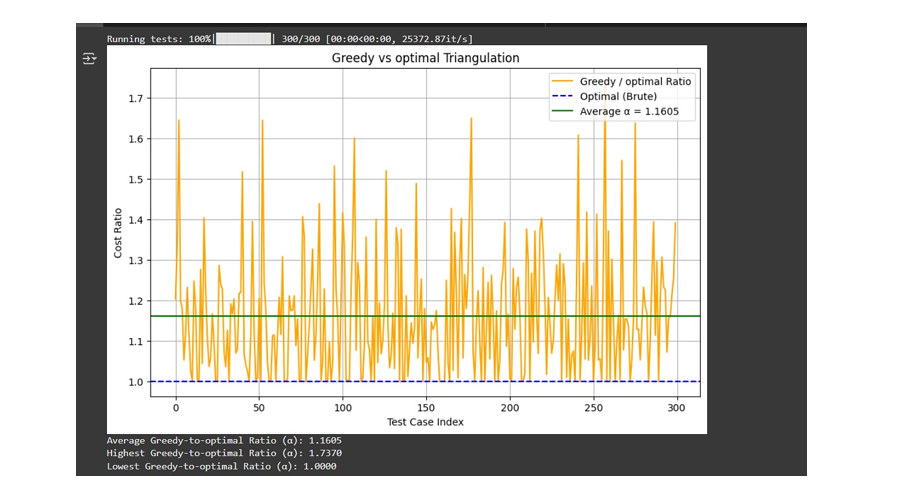 Running tests: 100%|██████████| 300/300 [00:00<00:00, 25372.87it/s]
Greedy vs optimal Triangulation
Greedy / optimal Ratio
Optimal (Brute)
Average α = 1.1605
1.7
1.6
1.5
1.4
1.3
1.2
1.1
1.0
Cost Ratio
0 50 100 150 200 250 300
Test Case Index
Average Greedy-to-optimal Ratio (α): 1.1605
Highest Greedy-to-optimal Ratio (α): 1.7370
Lowest Greedy-to-optimal Ratio (α): 1.0000